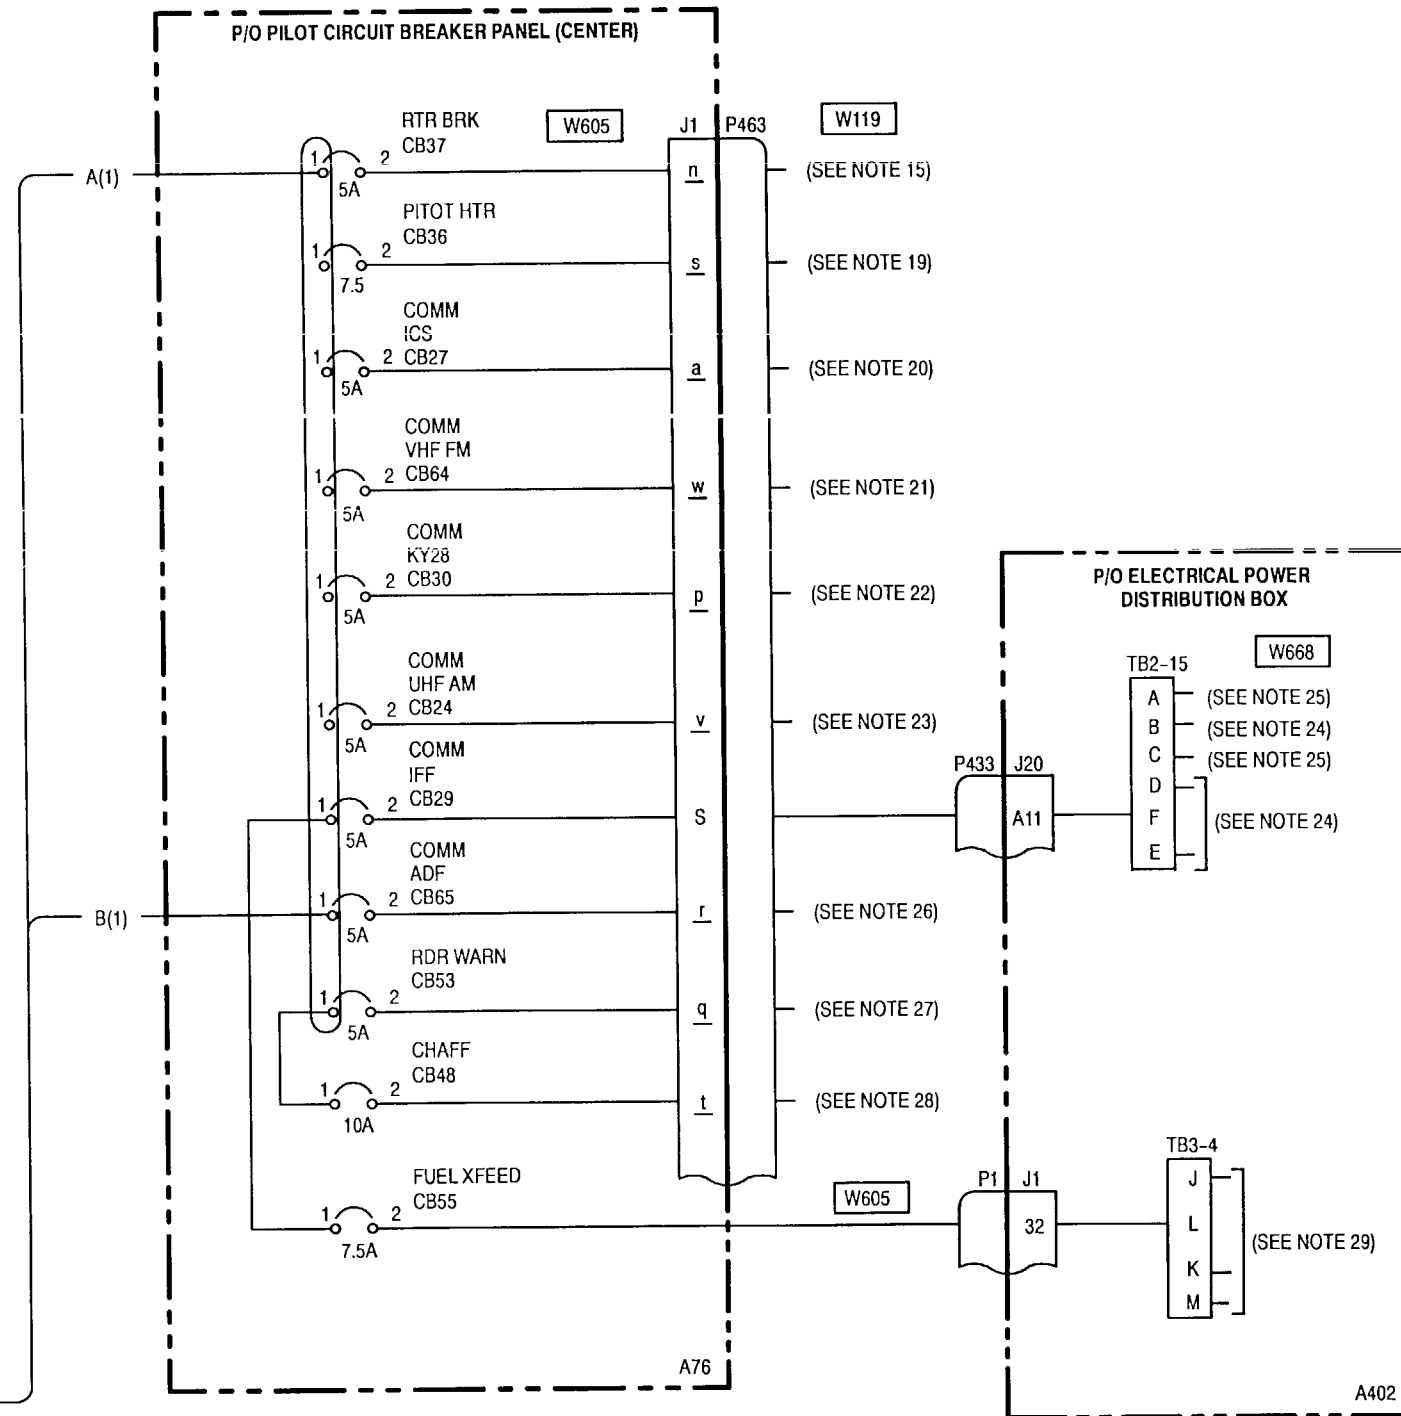 P/O PILOT CIRCUIT BREAKER PANEL (CENTER)
RTR BRK
CB37
W605
J1
P463
W119
A(1)
1
2
5A
n
(SEE NOTE 15)
PITOT HTR
CB36
1
2
7.5
s
(SEE NOTE 19)
COMM
ICS
CB27
1
2
5A
a
(SEE NOTE 20)
COMM
VHF FM
CB64
1
2
5A
w
(SEE NOTE 21)
COMM
KY28
CB30
1
2
5A
p
(SEE NOTE 22)
COMM
UHF AM
CB24
1
2
5A
v
(SEE NOTE 23)
COMM
IFF
CB29
1
2
5A
S
P433
J20
A11
P/O ELECTRICAL POWER
DISTRIBUTION BOX
W668
TB2-15
A
(SEE NOTE 25)
B
(SEE NOTE 24)
C
(SEE NOTE 25)
D
F
(SEE NOTE 24)
E
B(1)
COMM
ADF
CB65
1
2
5A
r
(SEE NOTE 26)
RDR WARN
CB53
1
2
5A
q
(SEE NOTE 27)
CHAFF
CB48
1
2
10A
t
(SEE NOTE 28)
FUEL XFEED
CB55
1
2
7.5A
W605
P1
J1
32
TB3-4
J
L
K
M
(SEE NOTE 29)
A76
A402